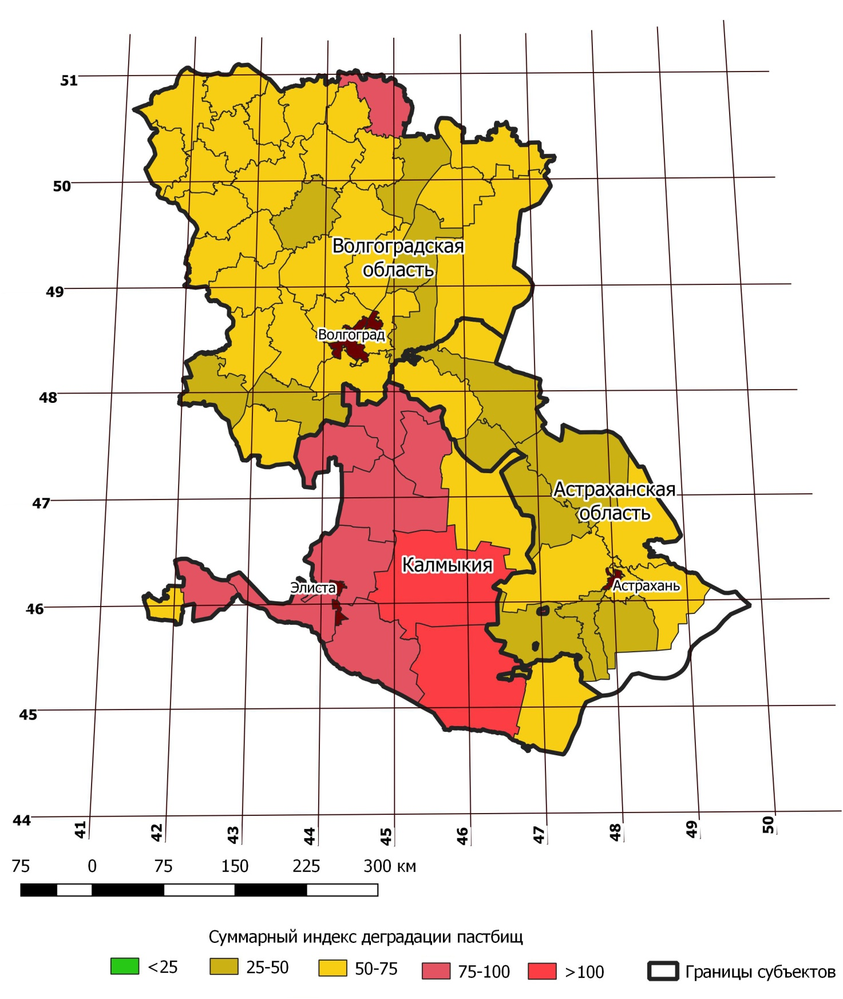 51
50
Волгоградская
область
49
Волгоград
48
47
Астраханская
область
Калмыкия
Элиста
Астрахань
46
45
44
41 42 43 44 45 46 47 48 49 50
75 0 75 150 225 300 км
Суммарный индекс деградации пастбищ
<25 25-50 50-75 75-100 >100 Границы субъектов